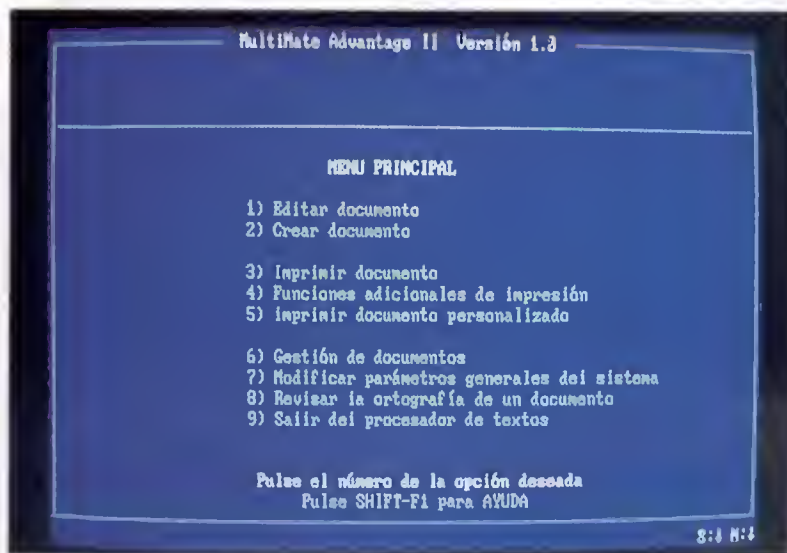 MultiMate Advantage II Versión 1.3
MENU PRINCIPAL
1) Editar documento
2) Crear documento
3) Imprimir documento
4) Funciones adicionales de impresión
5) imprimir documento personalizado
6) Gestión de documentos
7) Modificar parámetros generales del sistema
8) Revisar la ortografía de un documento
9) Salir del procesador de textos
Pulse el número de la opción deseada
Pulse SHIFT-F1 para AYUDA
S:↓ N:↓